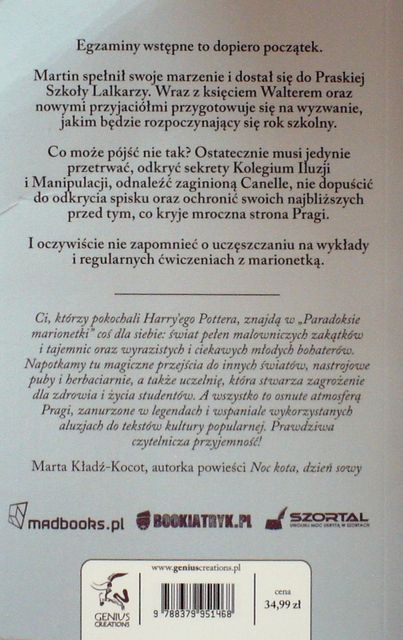 Egzaminy wstępne to dopiero początek.
Martin spełnił swoje marzenie i dostał się do Praskiej
Szkoły Lalkarzy. Wraz z księciem Walterem oraz
nowymi przyjaciółmi przygotowuje się na wyzwanie,
jakim będzie rozpoczynający się rok szkolny.
Co może pójść nie tak? Ostatecznie musi jedynie
przetrwać, odkryć sekrety Kolegium Iluzji
i Manipulacji, odnaleźć zaginioną Canelle, nie dopuścić
do odkrycia spisku oraz ochronić swoich najbliższych
przed tym, co kryje mroczna strona Pragi.
I oczywiście nie zapomnieć o uczęszczaniu na wykłady
i regularnych ćwiczeniach z marionetką.
Ci, którzy pokochali Harry'ego Pottera, znajdą w „Paradoksie
marionetki” coś dla siebie: świat pełen malowniczych zakątków
i tajemnic oraz wyrazistych i ciekawych młodych bohaterów.
Napotkamy tu magiczne przejścia do innych światów, nastrojowe
puby i herbaciarnie, a także uczelnię, która stwarza zagrożenie
dla zdrowia i życia studentów. A wszystko to osnute atmosferą
Pragi, zanurzone w legendach i wspaniale wykorzystanych
aluzjach do tekstów kultury popularnej. Prawdziwa
czytelnicza przyjemność!
Marta Kładź-Kocot, autorka powieści Noc kota, dzień sowy
madbooks.pl
BOOKIATRYK.PL
SZORTAL
UWOLNIJ MOC UKRYTĄ W SZORTACH
www.geniuscreations.pl
GENIUS
CREATIONS
9 788379 951468
cena
34,99 zł